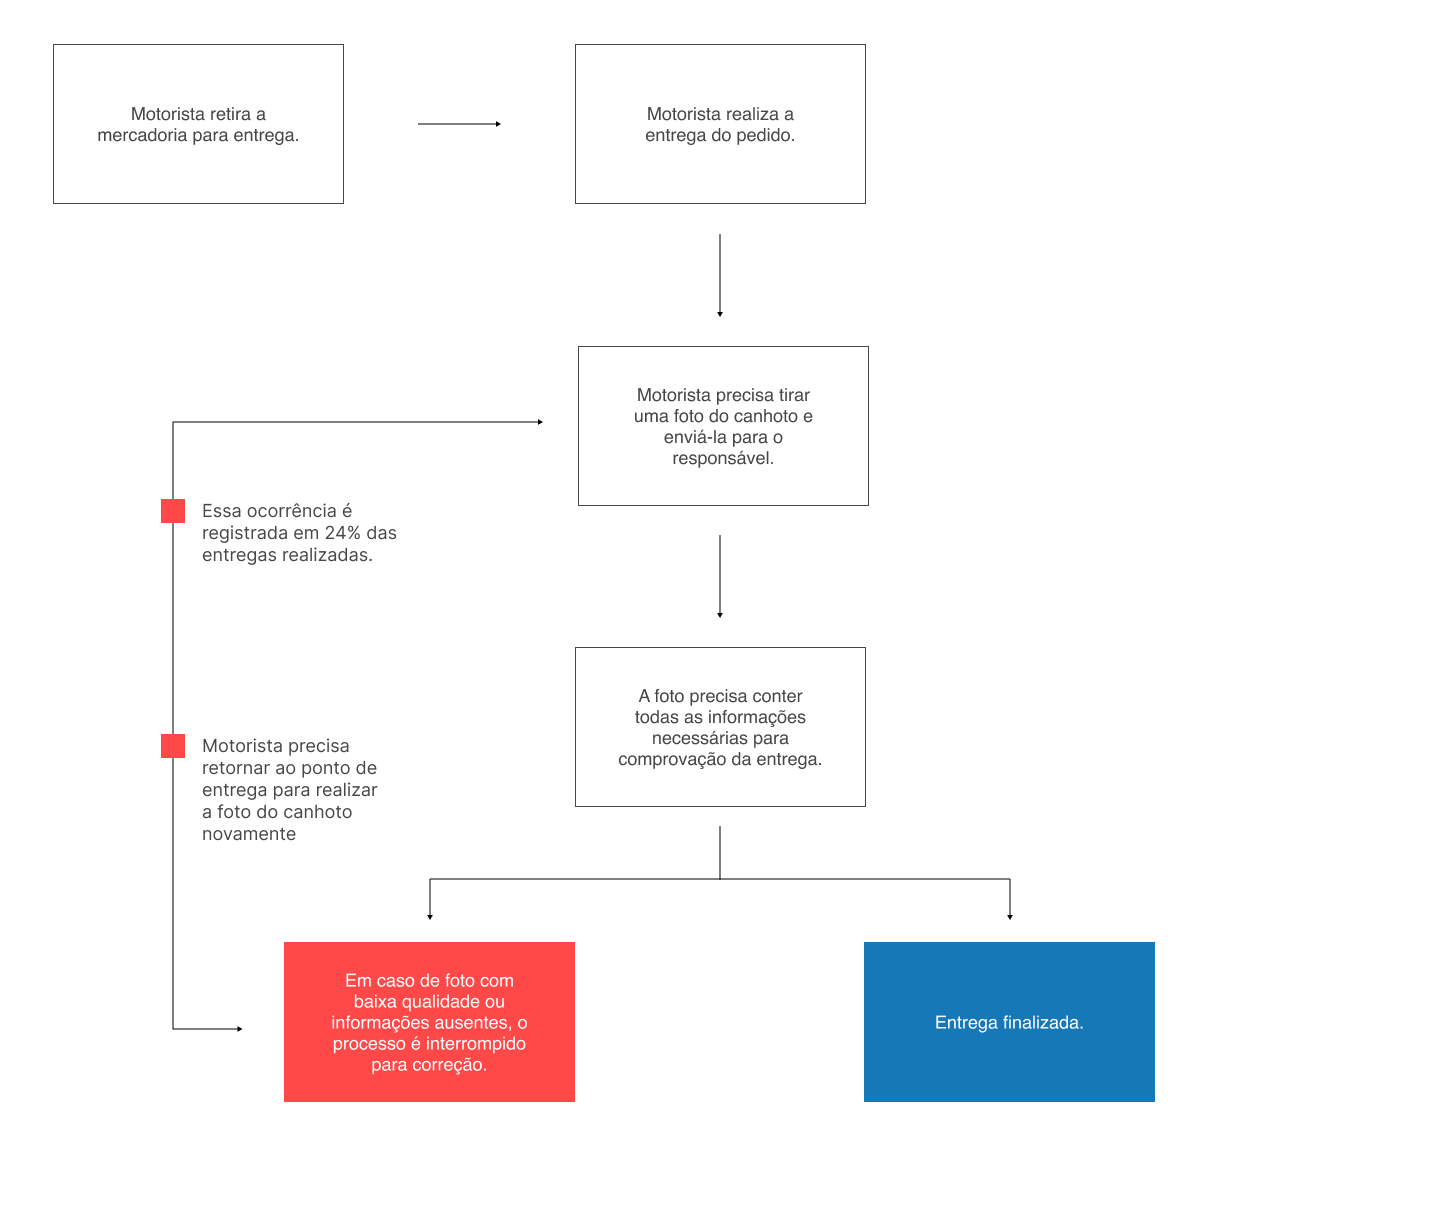 Motorista retira a
mercadoria para entrega.
Motorista realiza a
entrega do pedido.
Motorista precisa tirar
uma foto do canhoto e
enviá-la para o
responsável.
Essa ocorrência é
registrada em 24% das
entregas realizadas.
A foto precisa conter
todas as informações
necessárias para
comprovação da entrega.
Motorista precisa
retornar ao ponto de
entrega para realizar
a foto do canhoto
novamente
Em caso de foto com
baixa qualidade ou
informações ausentes, o
processo é interrompido
para correção.
Entrega finalizada.